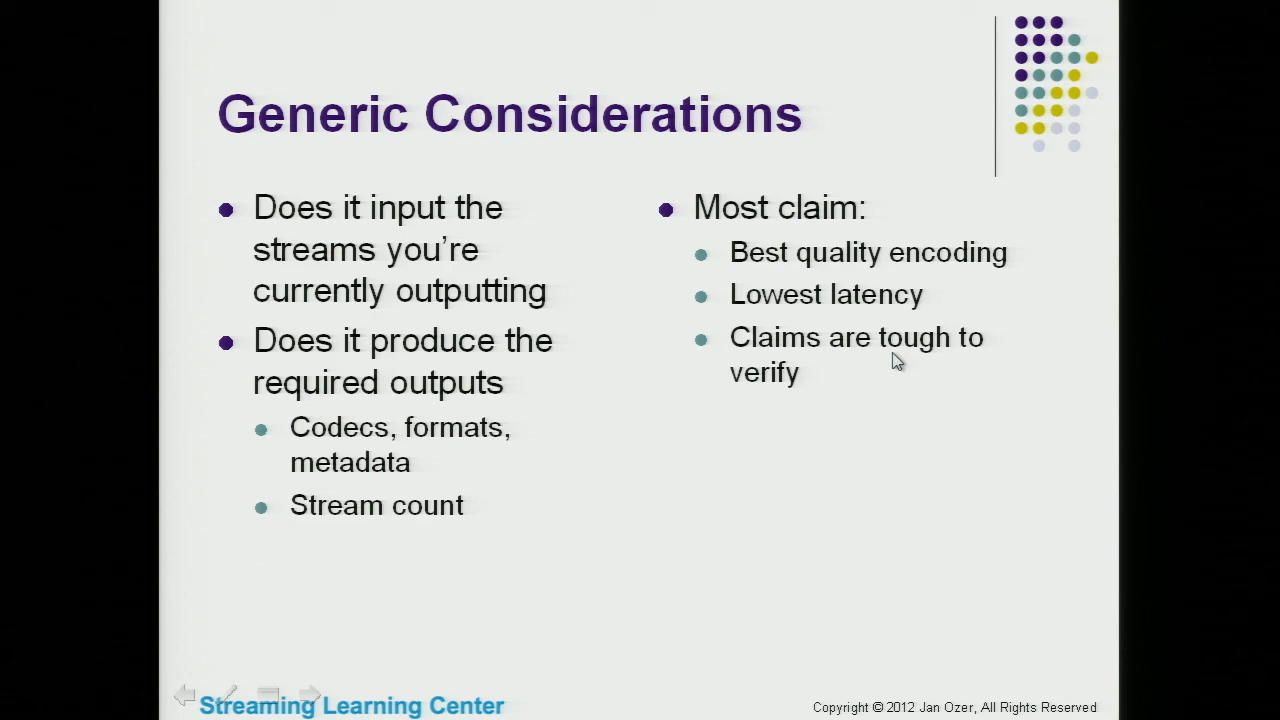 Generic Considerations
Does it input the
streams you're
currently outputting
Does it produce the
required outputs
Codecs, formats,
metadata
Stream count
Most claim:
Best quality encoding
Lowest latency
Claims are tough to
verify
Streaming Learning Center
Copyright © 2012 Jan Ozer, All Rights Reserved